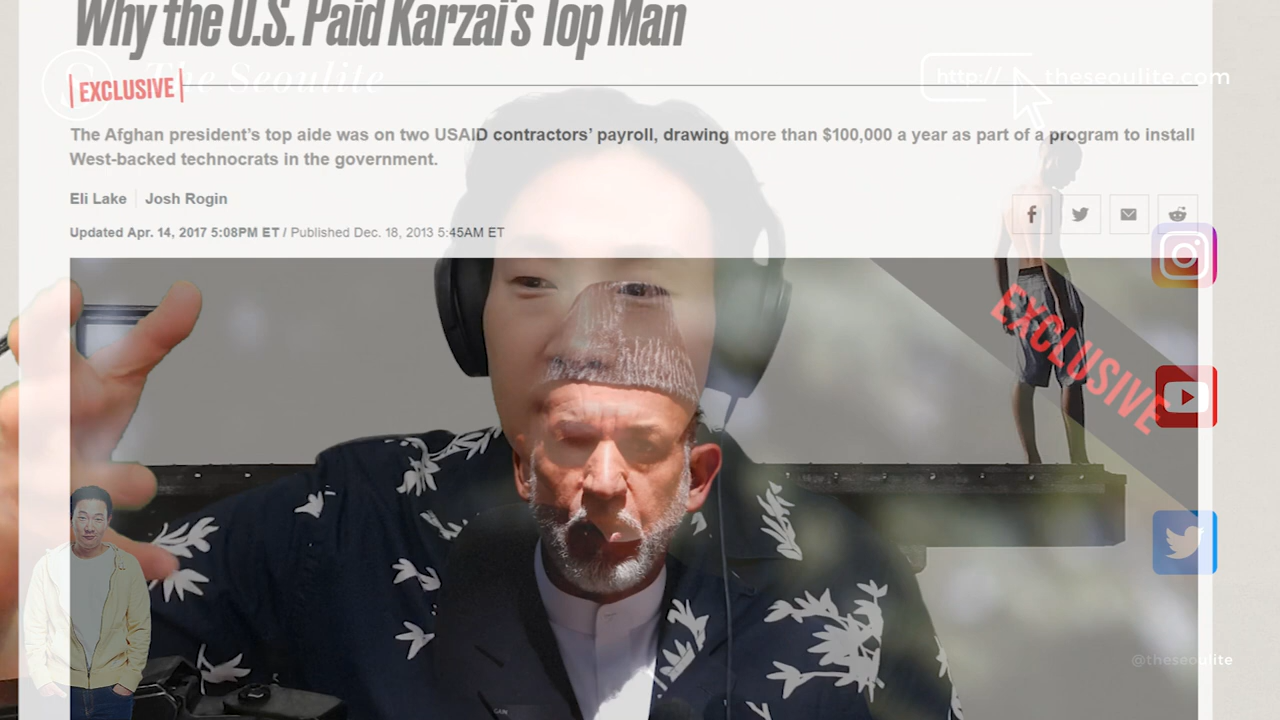 Why the U.S. Paid Karzai's Top Man
The Seoulite
http://
theseoulite.com
EXCLUSIVE
The Afghan president's top aide was on two USAID contractors' payroll, drawing more than $100,000 a year as part of a program to install
West-backed technocrats in the government.
Eli Lake Josh Rogin
Updated Apr. 14, 2017 5:08PM ET / Published Dec. 18, 2013 5:45AM ET
EXCLUSIVE
@theseoulite